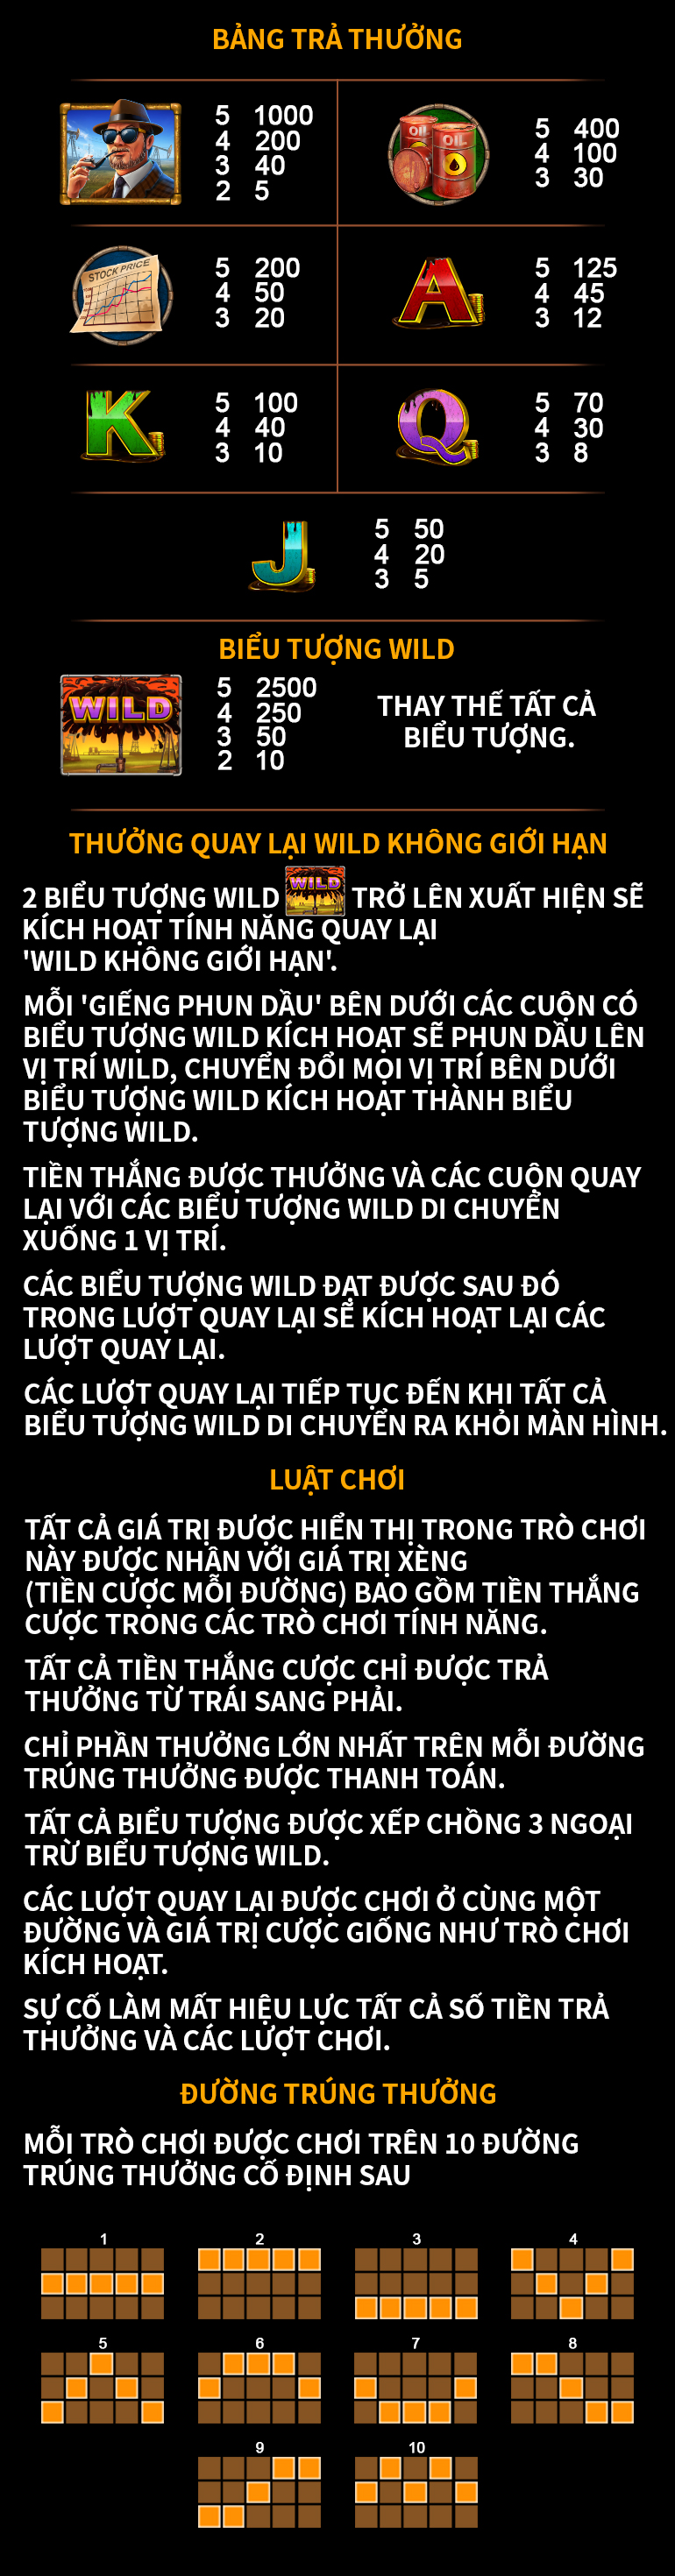 BẢNG TRẢ THƯỞNG
5 1000
4 200
3 40
2 5
OIL
OIL
5 400
4 100
3 30
STOCK PRICE
5 200
4 50
3 20
A
5 125
4 45
3 12
K
5 100
4 40
3 10
Q
5 70
4 30
3 8
J
5 50
4 20
3 5
BIỂU TƯỢNG WILD
WILD
5 2500
4 250
3 50
2 10
THAY THẾ TẤT CẢ
BIỂU TƯỢNG.
THƯỞNG QUAY LẠI WILD KHÔNG GIỚI HẠN
2 BIỂU TƯỢNG WILD WILD TRỞ LÊN XUẤT HIỆN SẼ
KÍCH HOẠT TÍNH NĂNG QUAY LẠI
'WILD KHÔNG GIỚI HẠN'.
MỖI 'GIẾNG PHUN DẦU' BÊN DƯỚI CÁC CUỘN CÓ
BIỂU TƯỢNG WILD KÍCH HOẠT SẼ PHUN DẦU LÊN
VỊ TRÍ WILD, CHUYỂN ĐỔI MỌI VỊ TRÍ BÊN DƯỚI
BIỂU TƯỢNG WILD KÍCH HOẠT THÀNH BIỂU
TƯỢNG WILD.
TIỀN THẮNG ĐƯỢC THƯỞNG VÀ CÁC CUỘN QUAY
LẠI VỚI CÁC BIỂU TƯỢNG WILD DI CHUYỂN
XUỐNG 1 VỊ TRÍ.
CÁC BIỂU TƯỢNG WILD ĐẠT ĐƯỢC SAU ĐÓ
TRONG LƯỢT QUAY LẠI SẼ KÍCH HOẠT LẠI CÁC
LƯỢT QUAY LẠI.
CÁC LƯỢT QUAY LẠI TIẾP TỤC ĐẾN KHI TẤT CẢ
BIỂU TƯỢNG WILD DI CHUYỂN RA KHỎI MÀN HÌNH.
LUẬT CHƠI
TẤT CẢ GIÁ TRỊ ĐƯỢC HIỂN THỊ TRONG TRÒ CHƠI
NÀY ĐƯỢC NHÂN VỚI GIÁ TRỊ XÈNG
(TIỀN CƯỢC MỖI ĐƯỜNG) BAO GỒM TIỀN THẮNG
CƯỢC TRONG CÁC TRÒ CHƠI TÍNH NĂNG.
TẤT CẢ TIỀN THẮNG CƯỢC CHỈ ĐƯỢC TRẢ
THƯỞNG TỪ TRÁI SANG PHẢI.
CHỈ PHẦN THƯỞNG LỚN NHẤT TRÊN MỖI ĐƯỜNG
TRÚNG THƯỞNG ĐƯỢC THANH TOÁN.
TẤT CẢ BIỂU TƯỢNG ĐƯỢC XẾP CHỒNG 3 NGOẠI
TRỪ BIỂU TƯỢNG WILD.
CÁC LƯỢT QUAY LẠI ĐƯỢC CHƠI Ở CÙNG MỘT
ĐƯỜNG VÀ GIÁ TRỊ CƯỢC GIỐNG NHƯ TRÒ CHƠI
KÍCH HOẠT.
SỰ CỐ LÀM MẤT HIỆU LỰC TẤT CẢ SỐ TIỀN TRẢ
THƯỞNG VÀ CÁC LƯỢT CHƠI.
ĐƯỜNG TRÚNG THƯỞNG
MỖI TRÒ CHƠI ĐƯỢC CHƠI TRÊN 10 ĐƯỜNG
TRÚNG THƯỞNG CỐ ĐỊNH SAU
1 2 3 4
5 6 7 8
9 10